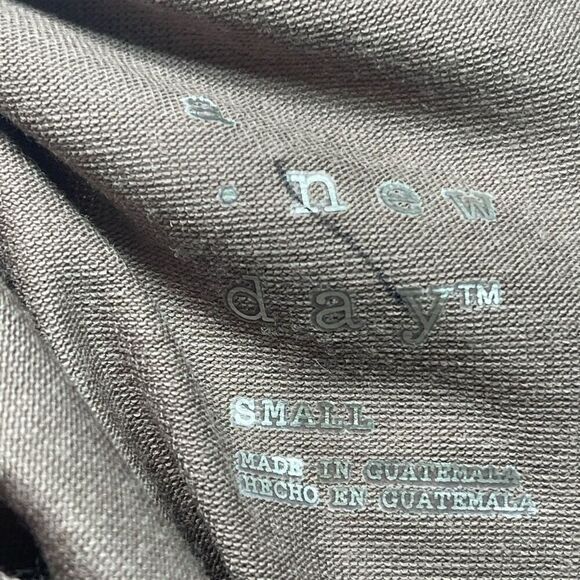 a
• new
day™
SMALL
MADE IN GUATEMALA
HECHO EN GUATEMALA